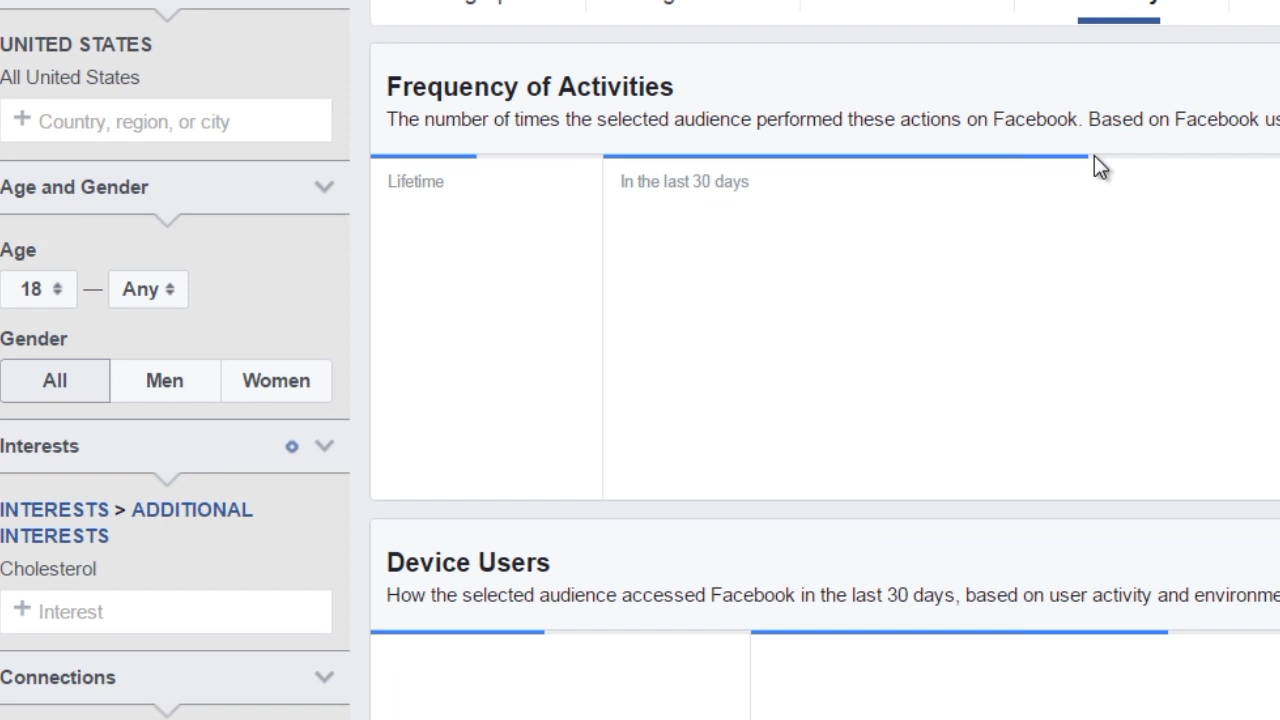 UNITED STATES
All United States
+ Country, region, or city
Age and Gender
Age
18 — Any
Gender
All Men Women
Interests
INTERESTS > ADDITIONAL
INTERESTS
Cholesterol
+ Interest
Connections
Frequency of Activities
The number of times the selected audience performed these actions on Facebook. Based on Facebook us
Lifetime In the last 30 days
Device Users
How the selected audience accessed Facebook in the last 30 days, based on user activity and environme